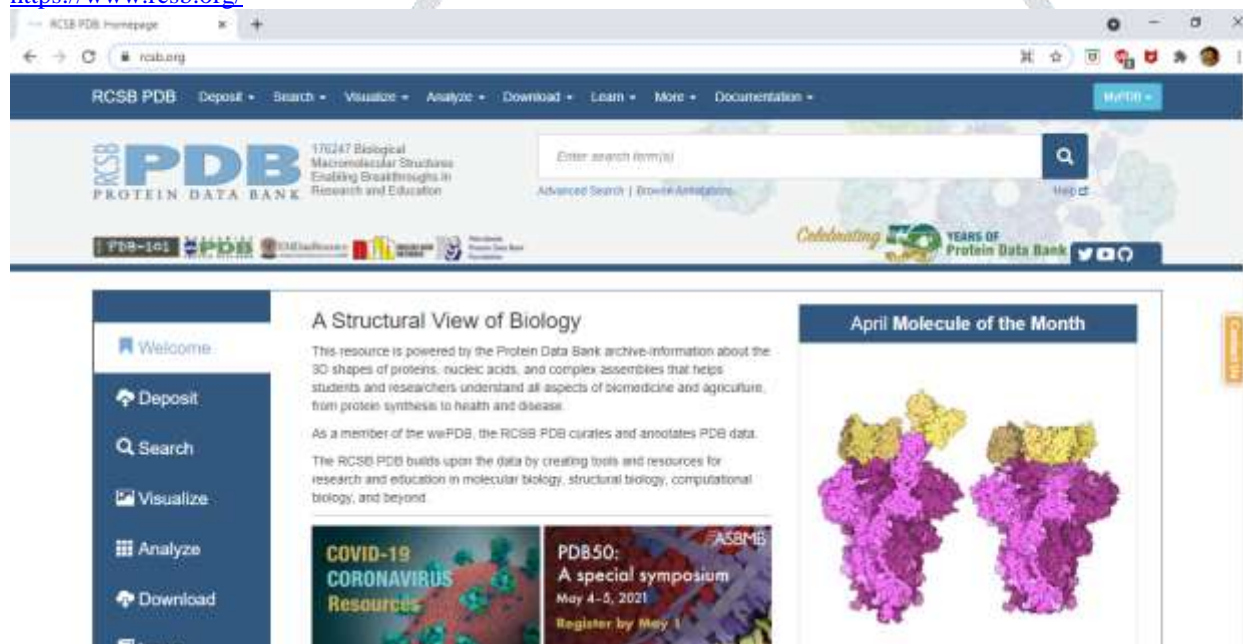 https://www.rcsb.org/
RCSB PDB Homepage
rcsb.org
RCSB PDB Deposit Search Visualize Analyze Download Learn More Documentation MyPDB
RCSB
PDB
PROTEIN DATA BANK
176247 Biological
Macromolecular Structures
Enabling Breakthroughs in
Research and Education
Enter search term(s)
Advanced Search | Browse Annotations
Help
PDB-101 PDB EMDataResource
Celebrating 50 YEARS OF
Protein Data Bank
Contact Us
Welcome
Deposit
Search
Visualize
Analyze
Download
A Structural View of Biology
This resource is powered by the Protein Data Bank archive-information about the
3D shapes of proteins, nucleic acids, and complex assemblies that helps
students and researchers understand all aspects of biomedicine and agriculture,
from protein synthesis to health and disease.
As a member of the wwPDB, the RCSB PDB curates and annotates PDB data.
The RCSB PDB builds upon the data by creating tools and resources for
research and education in molecular biology, structural biology, computational
biology, and beyond.
COVID-19
CORONAVIRUS
Resources
ASBMB
PDB50:
A special symposium
May 4-5, 2021
Register by May 1
April Molecule of the Month